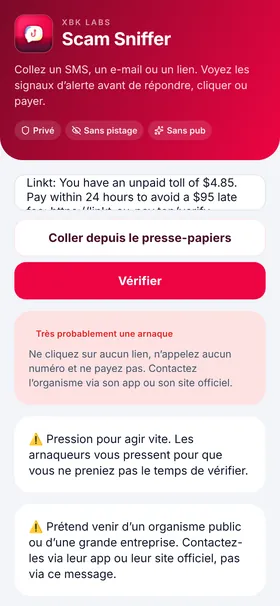 XBK LABS
Scam Sniffer
Collez un SMS, un e-mail ou un lien. Voyez les
signaux d’alerte avant de répondre, cliquer ou
payer.
Privé
Sans pistage
Sans pub
Linkt: You have an unpaid toll of $4.85.
Pay within 24 hours to avoid a $95 late
Coller depuis le presse-papiers
Vérifier
Très probablement une arnaque
Ne cliquez sur aucun lien, n’appelez aucun
numéro et ne payez pas. Contactez
l’organisme via son app ou son site officiel.
⚠️ Pression pour agir vite. Les
arnaqueurs vous pressent pour que
vous ne preniez pas le temps de vérifier.
⚠️ Prétend venir d’un organisme public
ou d’une grande entreprise. Contactez-
les via leur app ou leur site officiel, pas
via ce message.